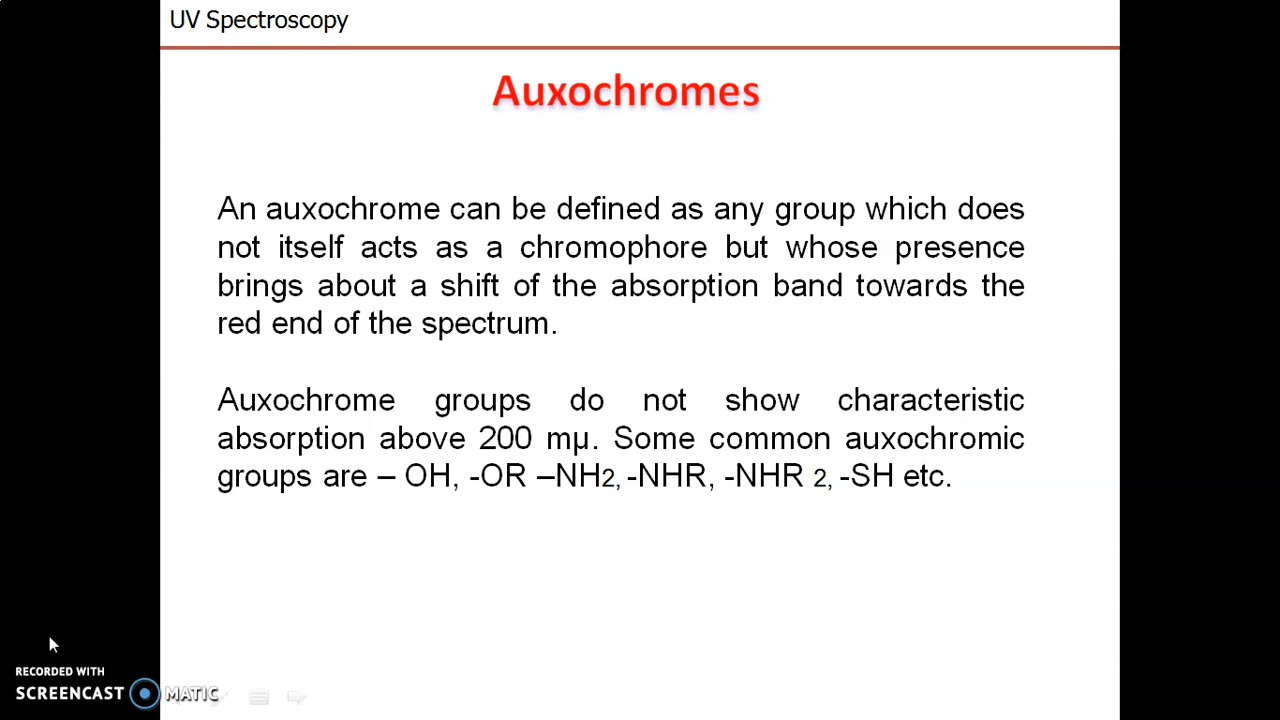 UV Spectroscopy
Auxochromes
An auxochrome can be defined as any group which does
not itself acts as a chromophore but whose presence
brings about a shift of the absorption band towards the
red end of the spectrum.
Auxochrome groups do not show characteristic
absorption above 200 mμ. Some common auxochromic
groups are – OH, -OR –NH2, -NHR, -NHR 2, -SH etc.
RECORDED WITH
SCREENCAST MATIC